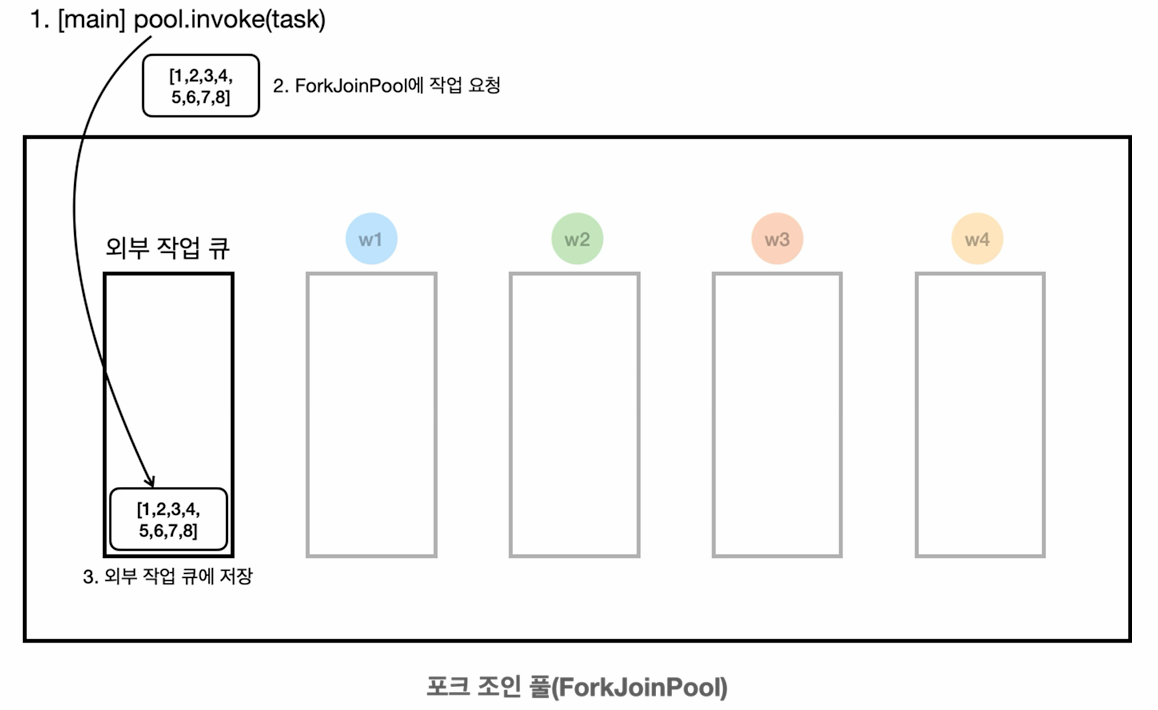 1. [main] pool.invoke(task)
[1,2,3,4,
5,6,7,8]
2. ForkJoinPool에 작업 요청
외부 작업 큐
w1
w2
w3
w4
[1,2,3,4,
5,6,7,8]
3. 외부 작업 큐에 저장
포크 조인 풀(ForkJoinPool)